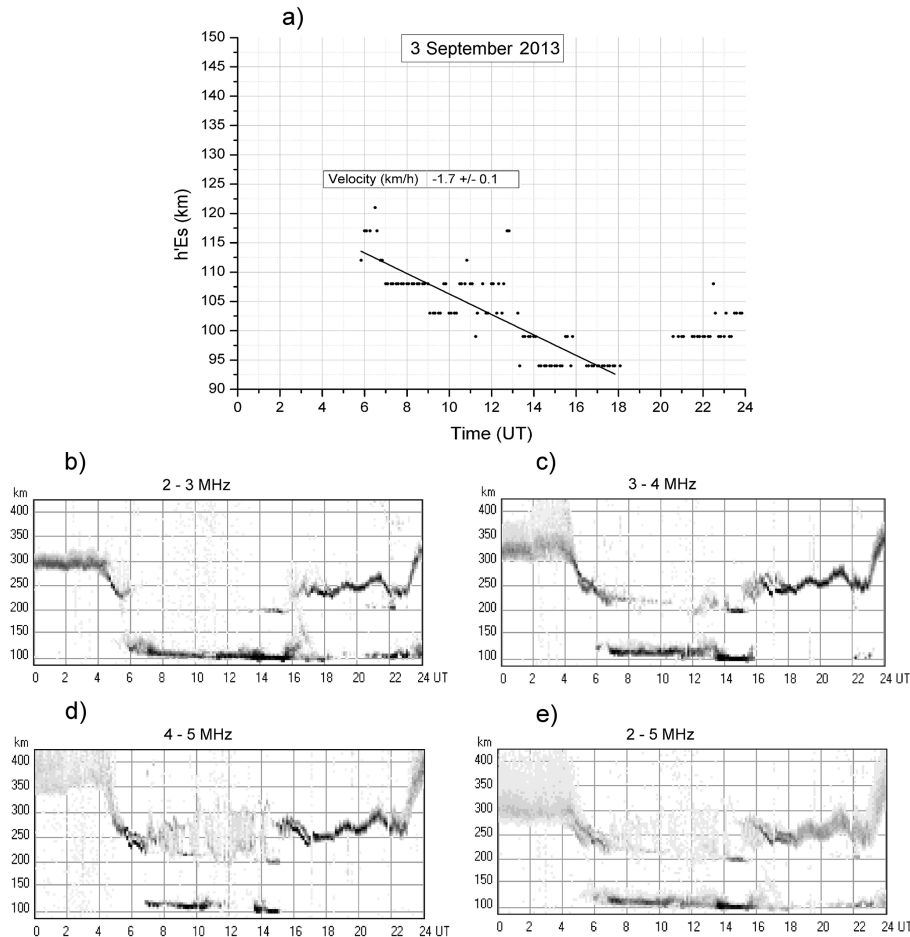 a)
3 September 2013
150
145
140
135
130
125
120
115
110
105
100
95
90
h'Es (km)
Velocity (km/h) -1.7 +/- 0.1
0 2 4 6 8 10 12 14 16 18 20 22 24
Time (UT)
b)
2 - 3 MHz
km
400
350
300
250
200
150
100
0 2 4 6 8 10 12 14 16 18 20 22 24 UT
c)
3 - 4 MHz
km
400
350
300
250
200
150
100
0 2 4 6 8 10 12 14 16 18 20 22 24 UT
d)
4 - 5 MHz
km
400
350
300
250
200
150
100
0 2 4 6 8 10 12 14 16 18 20 22 24 UT
e)
2 - 5 MHz
km
400
350
300
250
200
150
100
0 2 4 6 8 10 12 14 16 18 20 22 24 UT